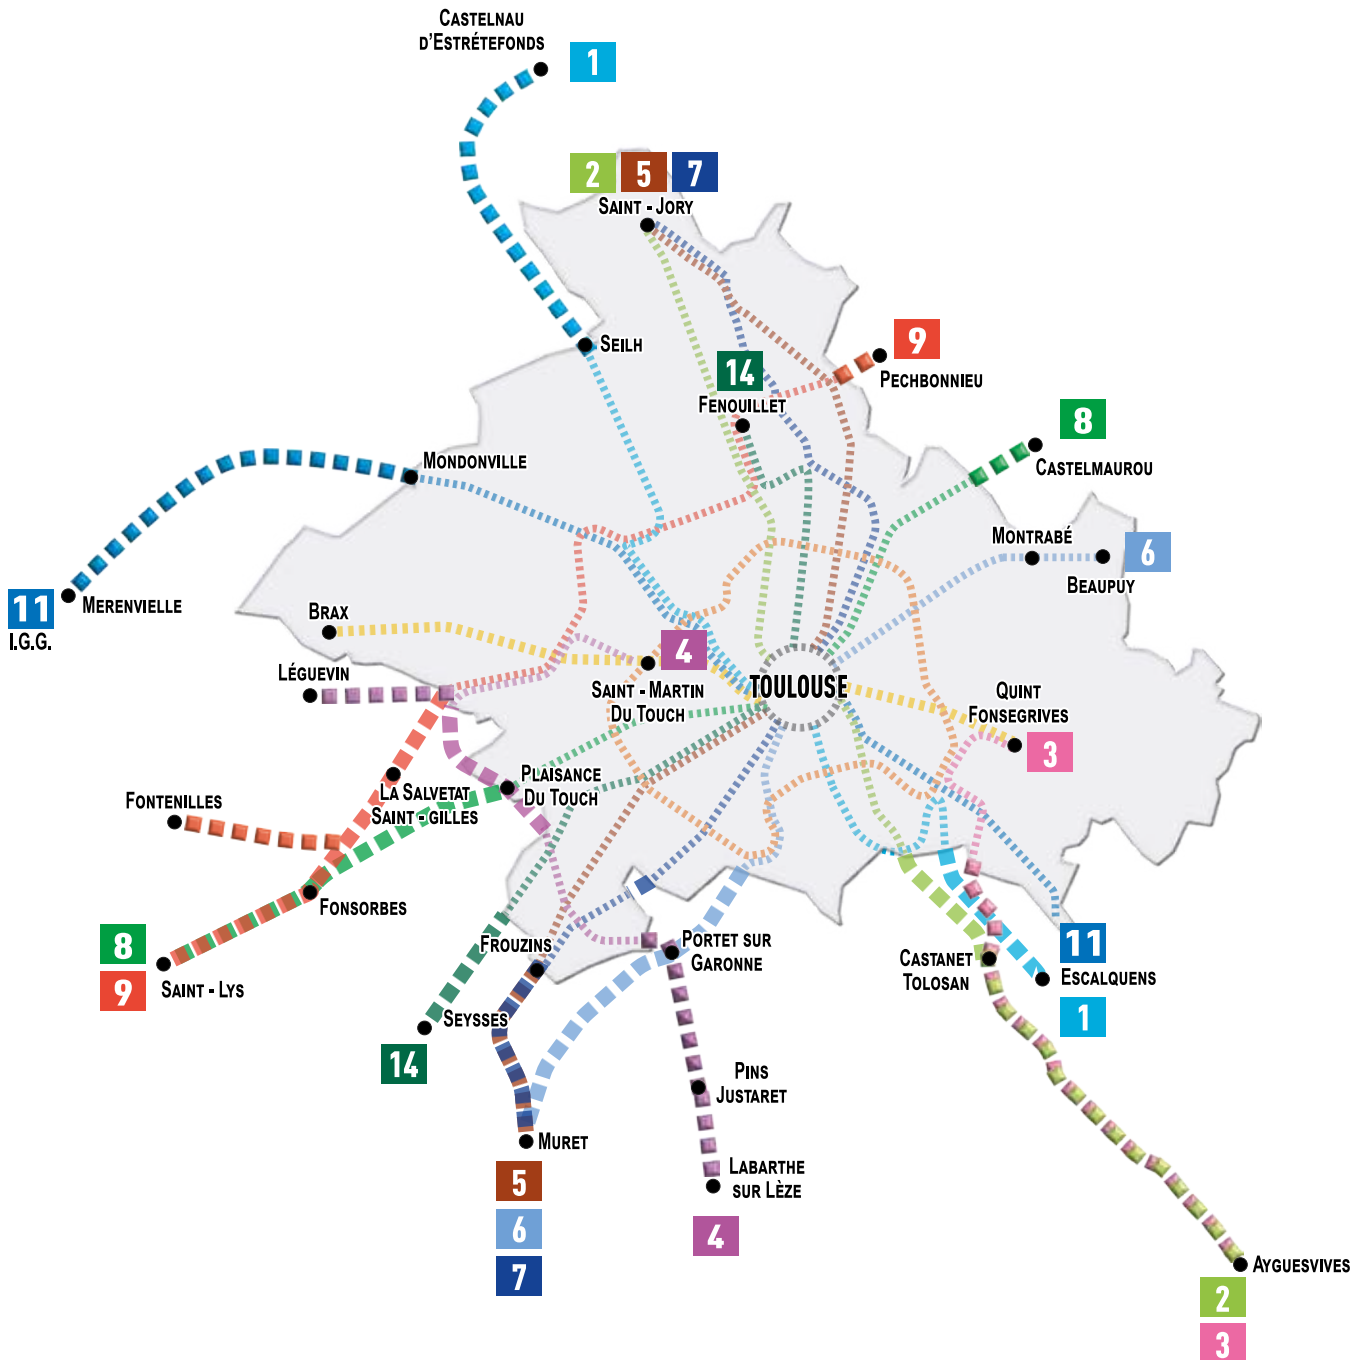 CASTELNAU
D'ESTRÉTEFONDS
1
2 5 7
SAINT - JORY
SEILH
9
PECHBONNIEU
14
FENOUILLET
8
CASTELMAUROU
MONDONVILLE
MONTRABÉ
6
BEAUPUY
11
I.G.G.
MERENVIELLE
BRAX
4
SAINT - MARTIN
DU TOUCH
TOULOUSE
LÉGUEVIN
QUINT
FONSEGRIVES
3
PLAISANCE
DU TOUCH
LA SALVETAT
SAINT - GILLES
FONTENILLES
FONSORBES
8
9
SAINT - LYS
FROUZINS
PORTET SUR
GARONNE
CASTANET
TOLOSAN
11
ESCALQUENS
1
SEYSSES
14
PINS
JUSTARET
MURET
5
6
7
LABARTHE
SUR LÈZE
4
AYGUESVIVES
2
3